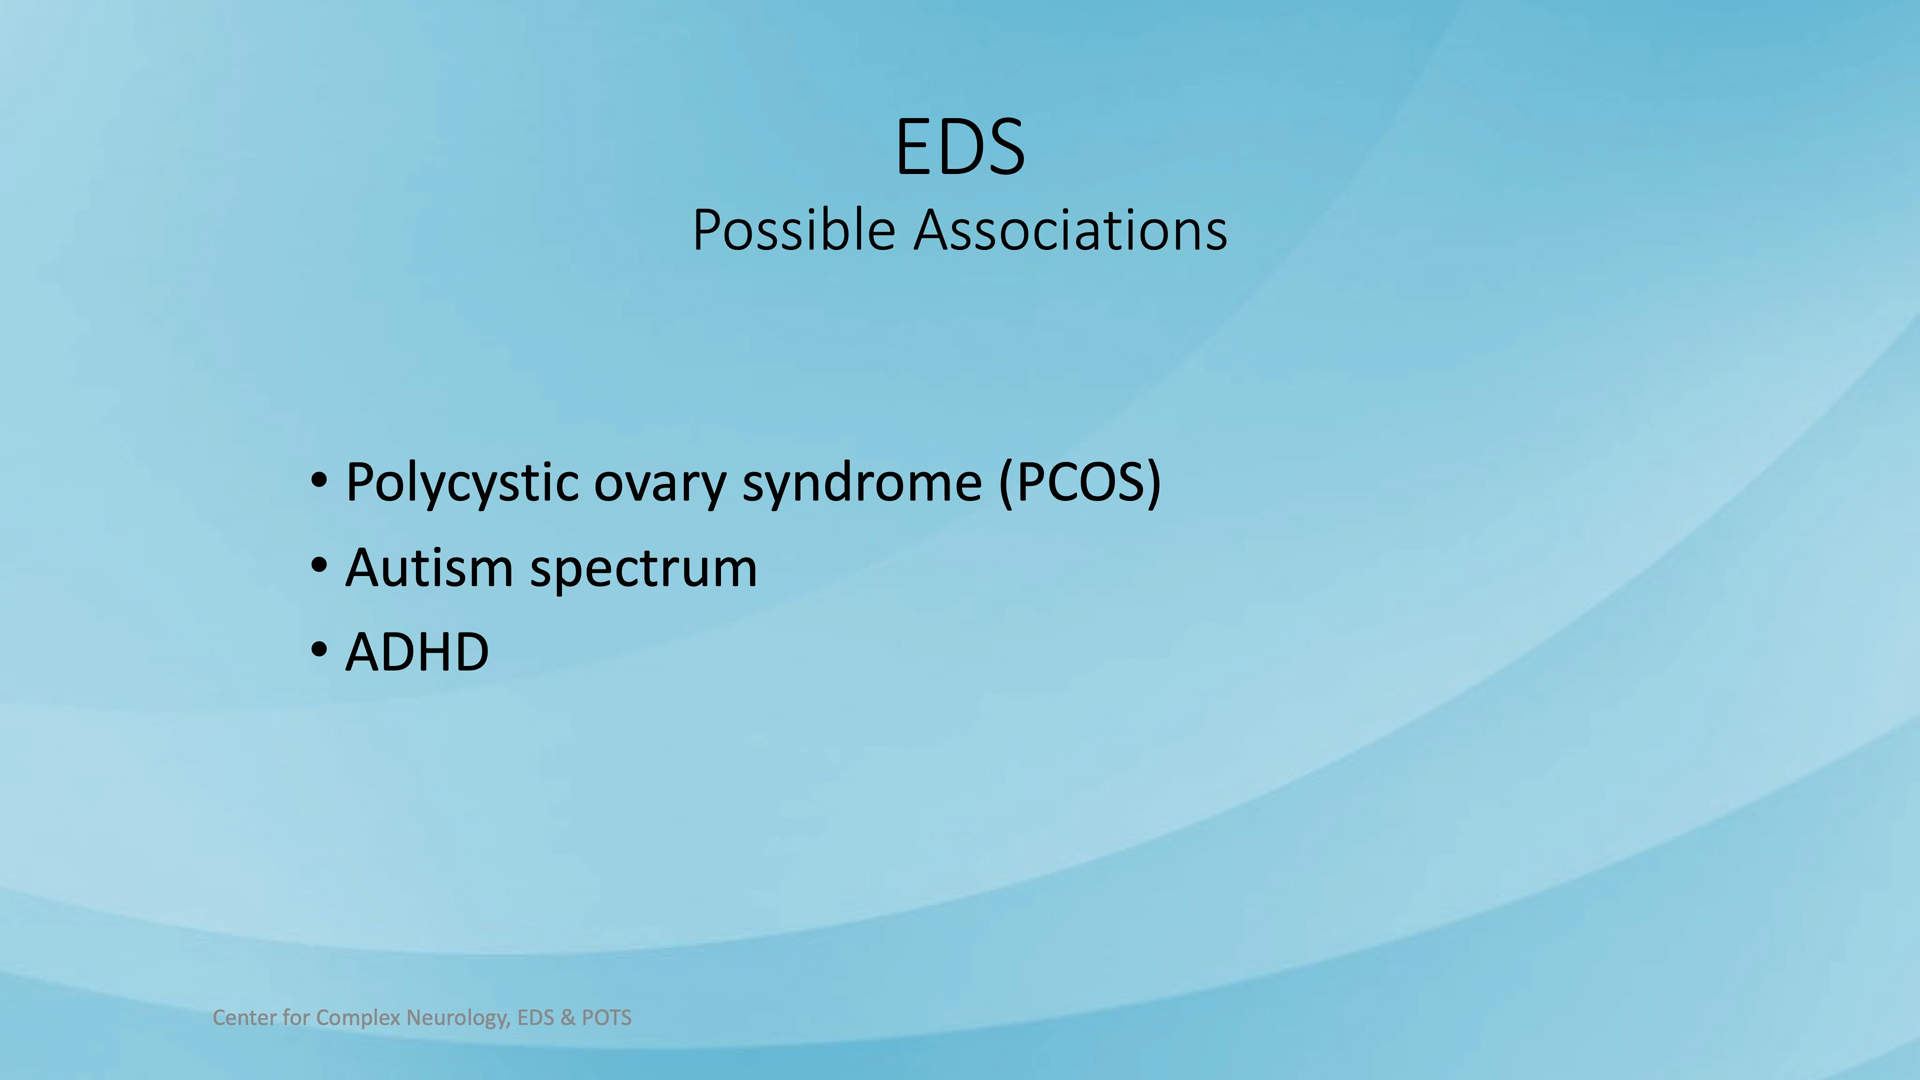 EDS
Possible Associations
• Polycystic ovary syndrome (PCOS)
• Autism spectrum
• ADHD
Center for Complex Neurology, EDS & POTS